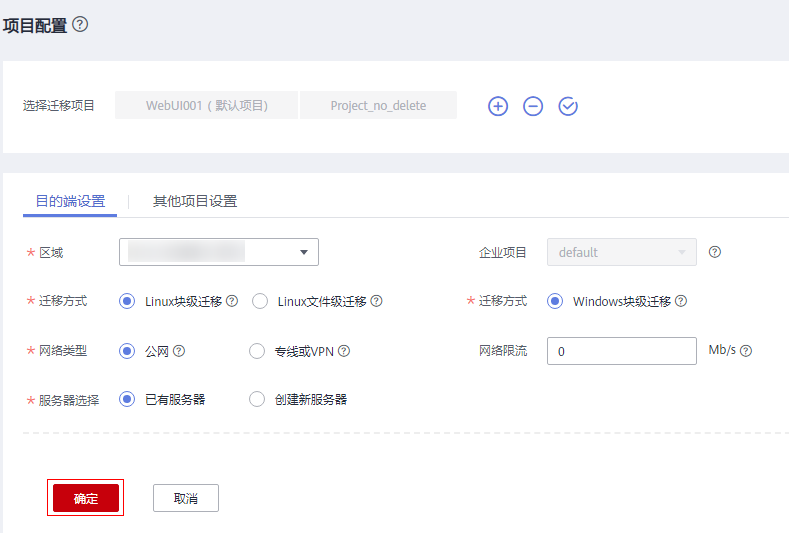 项目配置 ?
选择迁移项目 WebUI001（默认项目） Project_no_delete
目的端设置 其他项目设置
* 区域 企业项目 default ?
* 迁移方式 Linux块级迁移 ? Linux文件级迁移 ? * 迁移方式 Windows块级迁移 ?
* 网络类型 公网 ? 专线或VPN ? 网络限流 0 Mb/s ?
* 服务器选择 已有服务器 创建新服务器
确定 取消